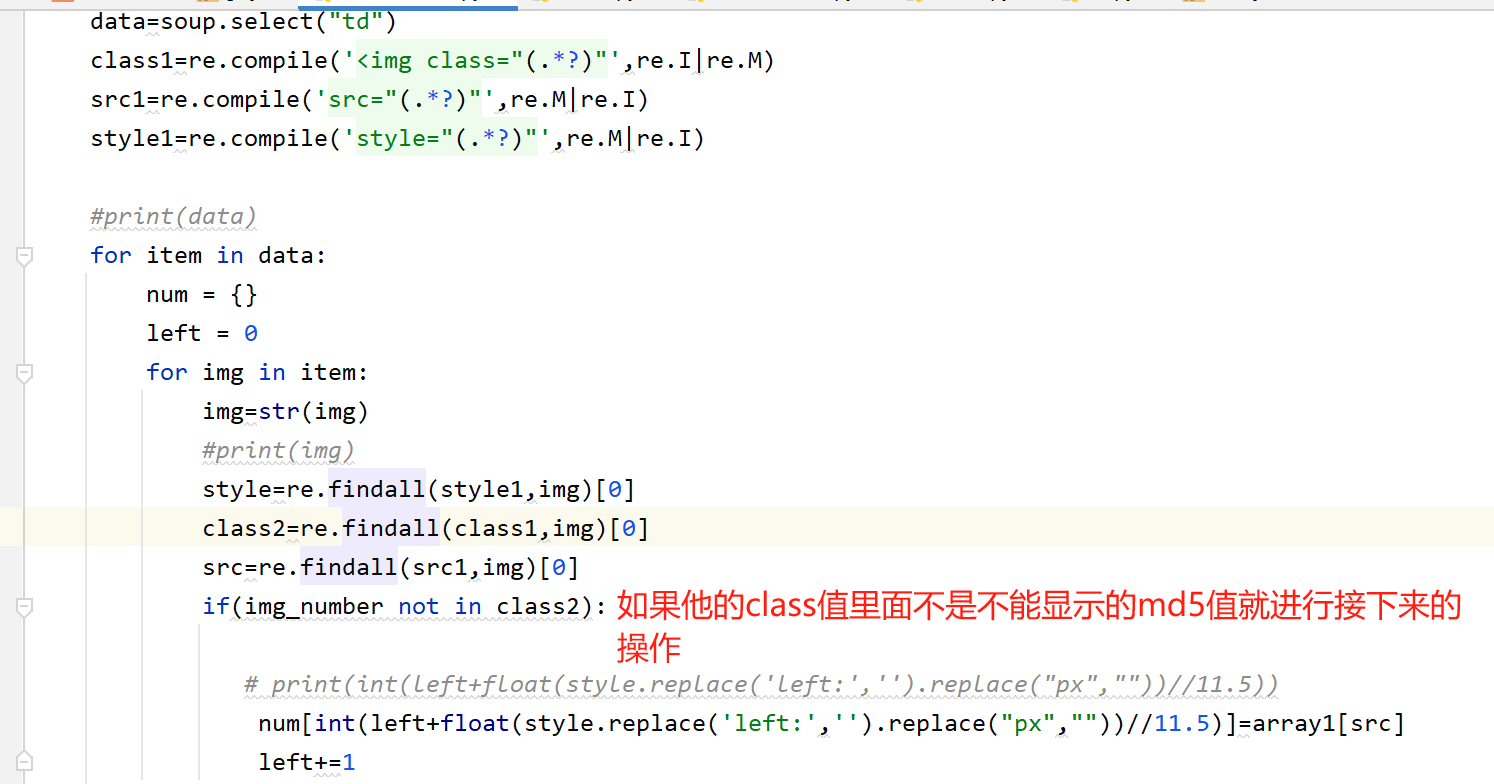 data=soup.select("td")
class1=re.compile('<img class="(.*?)"',re.I|re.M)
src1=re.compile('src="(.*?)"',re.M|re.I)
style1=re.compile('style="(.*?)"',re.M|re.I)
#print(data)
for item in data:
num = {}
left = 0
for img in item:
img=str(img)
#print(img)
style=re.findall(style1,img)[0]
class2=re.findall(class1,img)[0]
src=re.findall(src1,img)[0]
if(img_number not in class2): 如果他的class值里面不是不能显示的md5值就进行接下来的
操作
# print(int(left+float(style.replace('left:','').replace("px",""))//11.5))
num[int(left+float(style.replace('left:','').replace("px",""))//11.5)]=array1[src]
left+=1